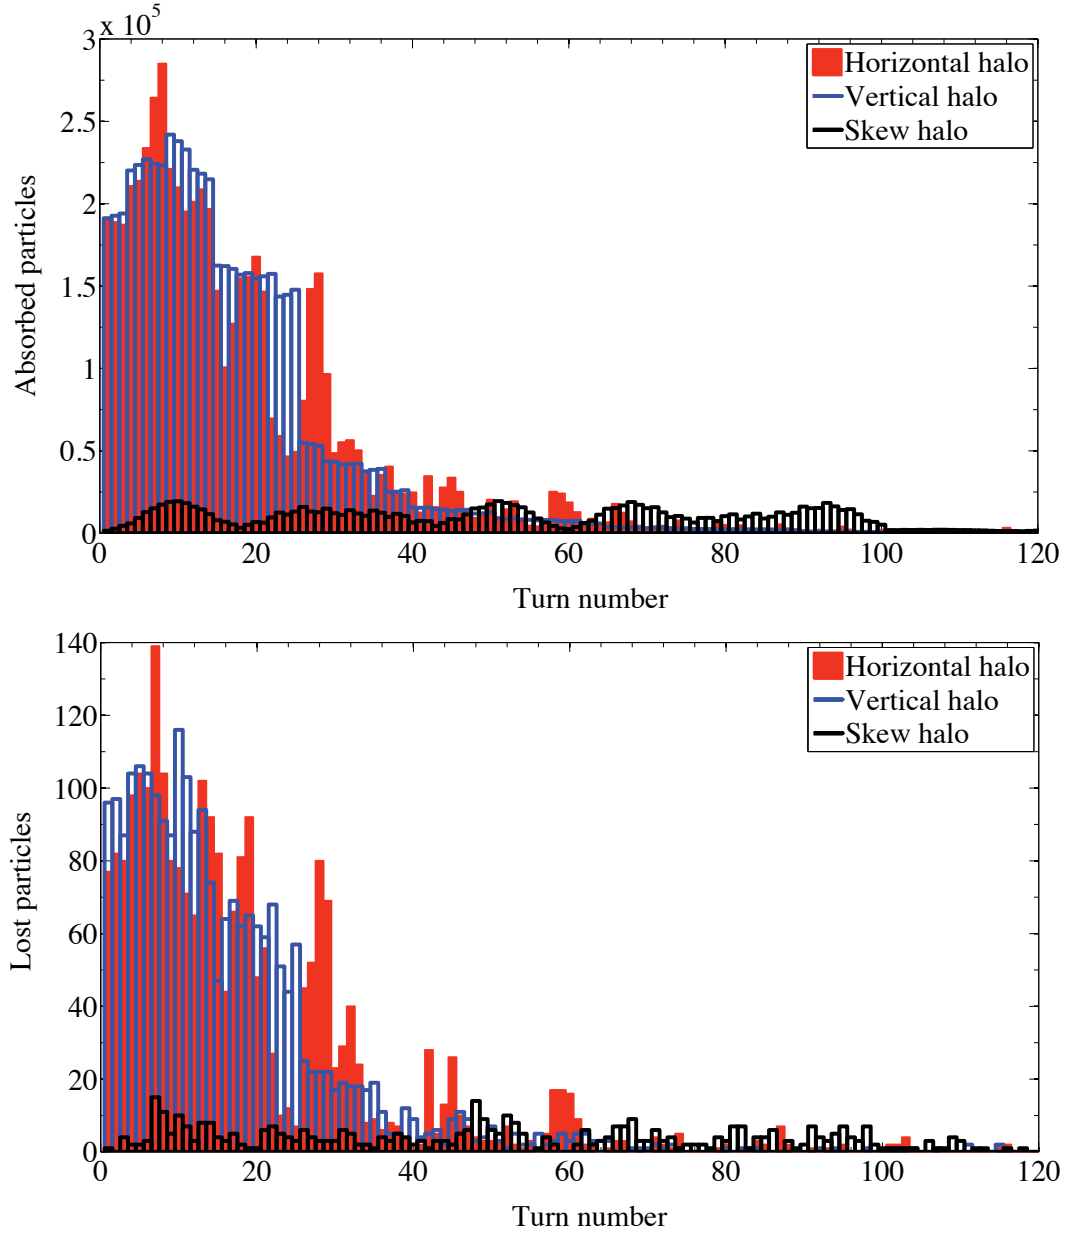 x 10^5
3
2.5
2
1.5
1
0.5
0
Absorbed particles
Horizontal halo
Vertical halo
Skew halo
0 20 40 60 80 100 120
Turn number
140
120
100
80
60
40
20
0
Lost particles
Horizontal halo
Vertical halo
Skew halo
0 20 40 60 80 100 120
Turn number